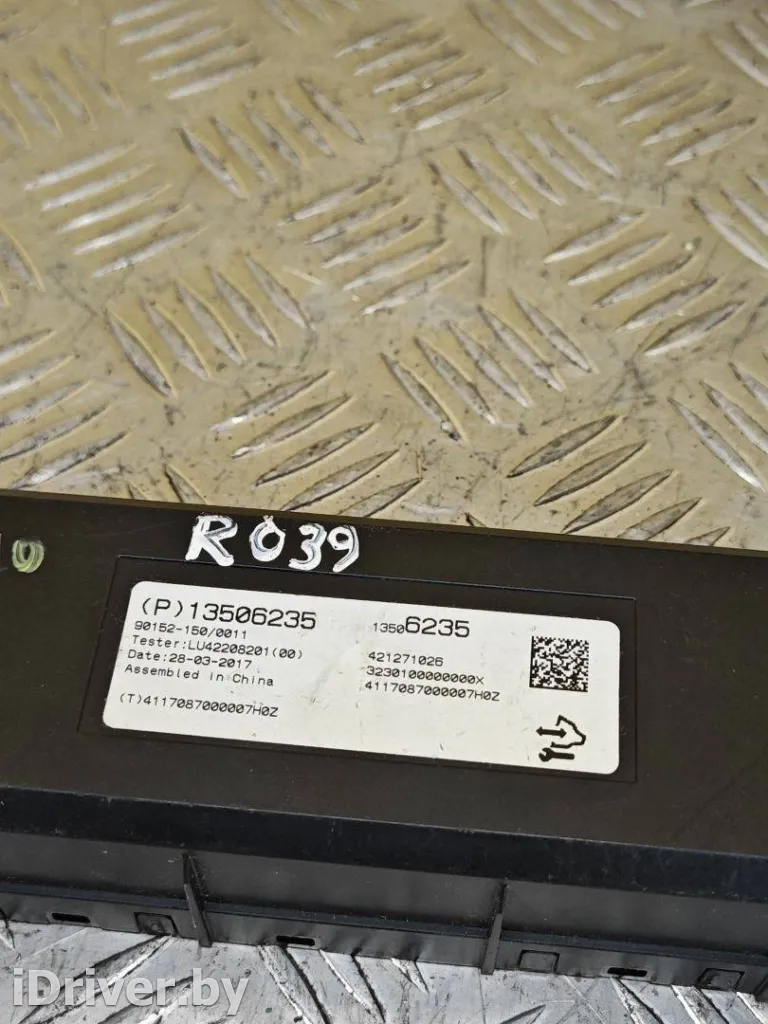 R039
(P)13506235
90152-150/0011
Tester:LU42208201(00)
Date:28-03-2017
Assembled in China
(T)4117087000007H0Z
13506235
421271026
3230100000000X
4117087000007H0Z
iDriver.by